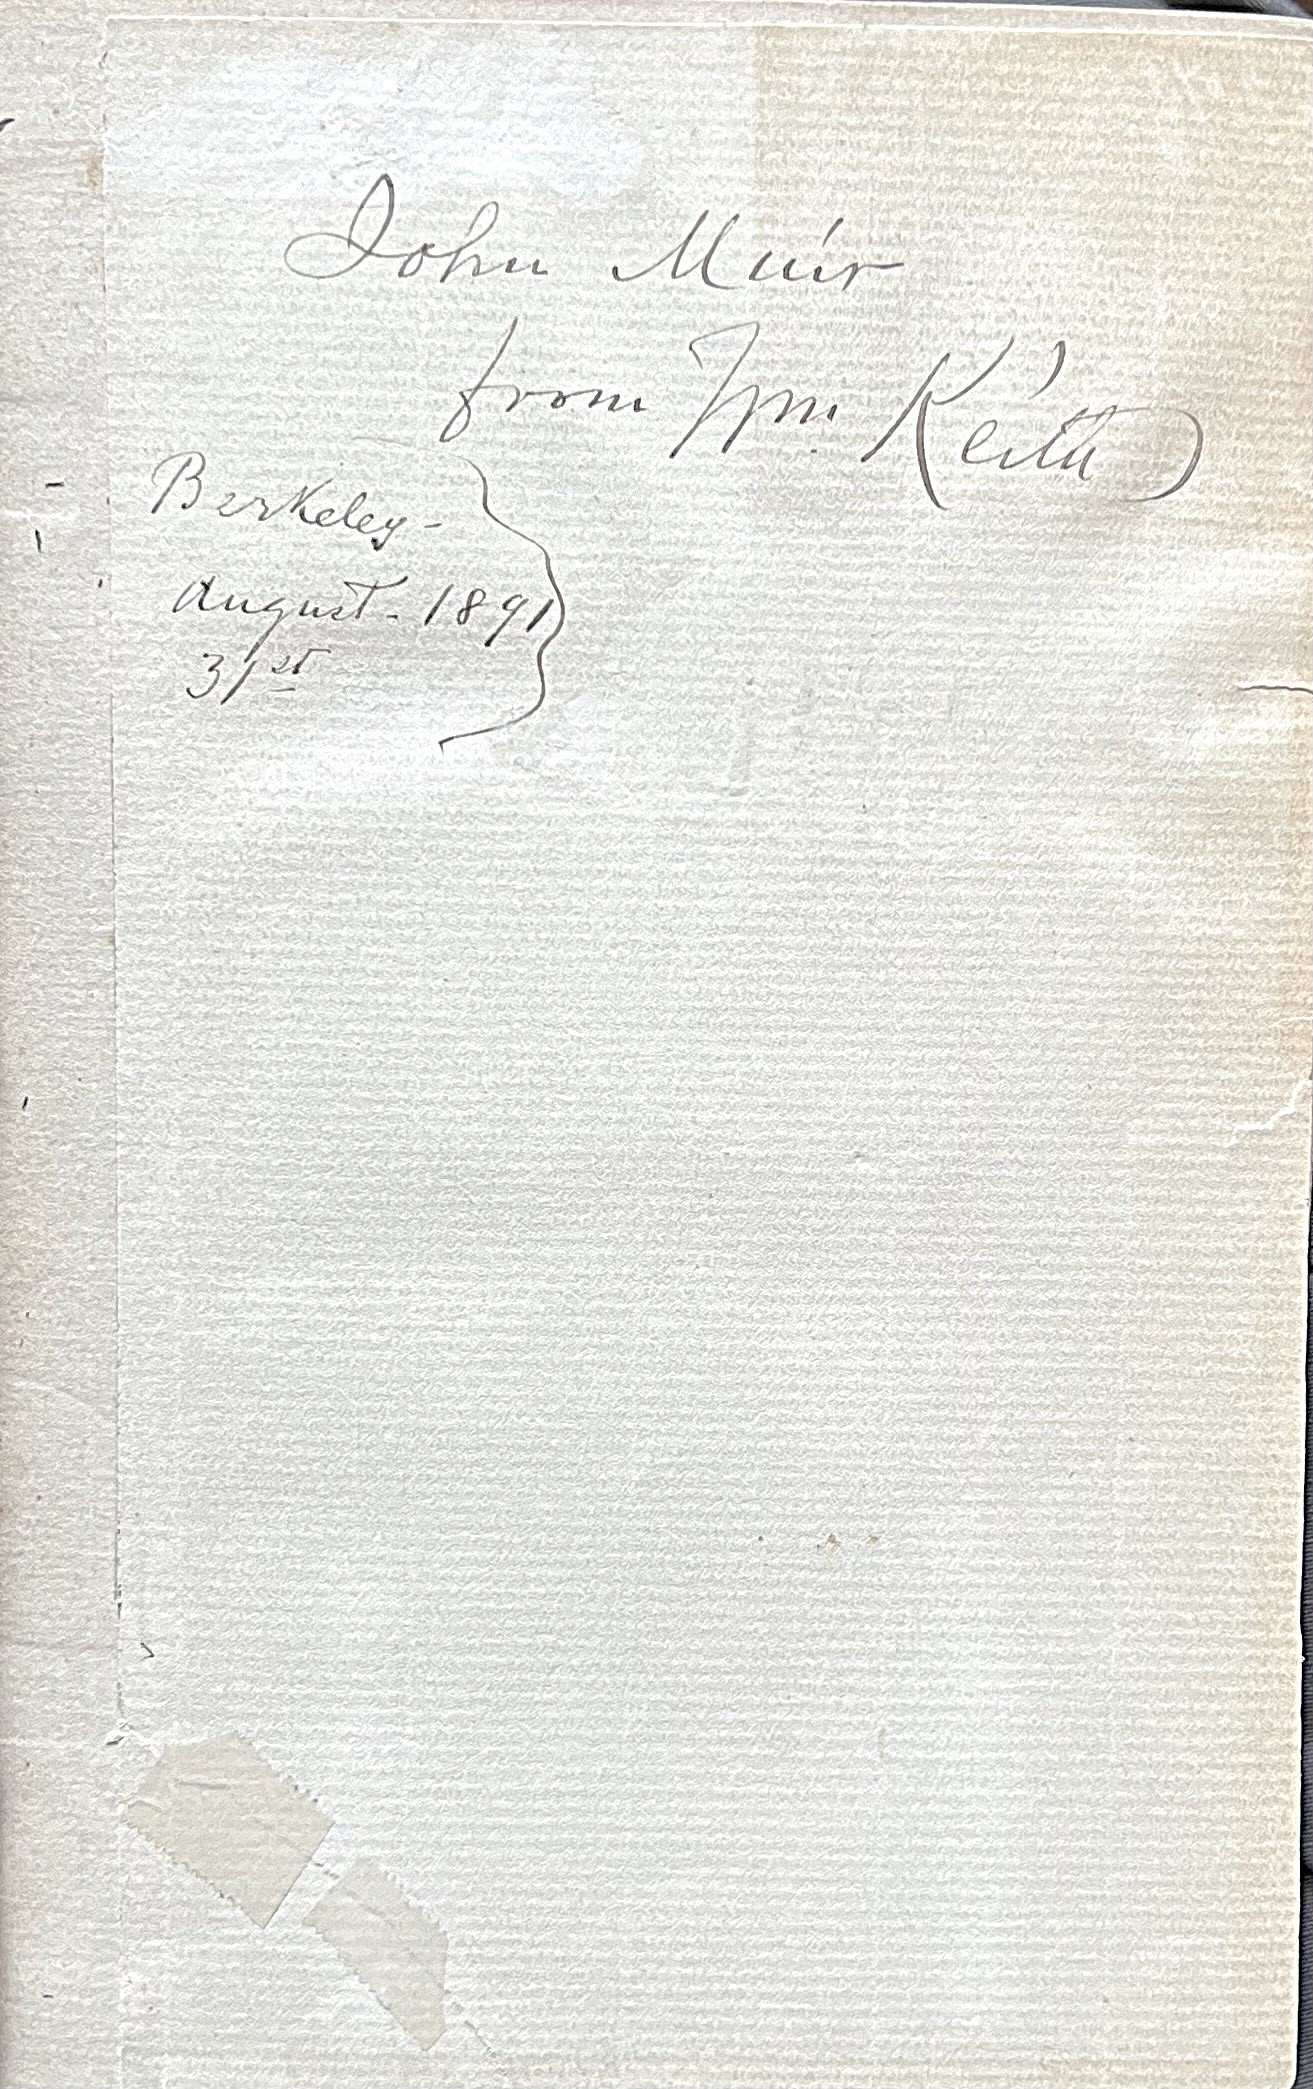 John Muir
from Wm. Keith
Berkeley -
August - 1891
31st